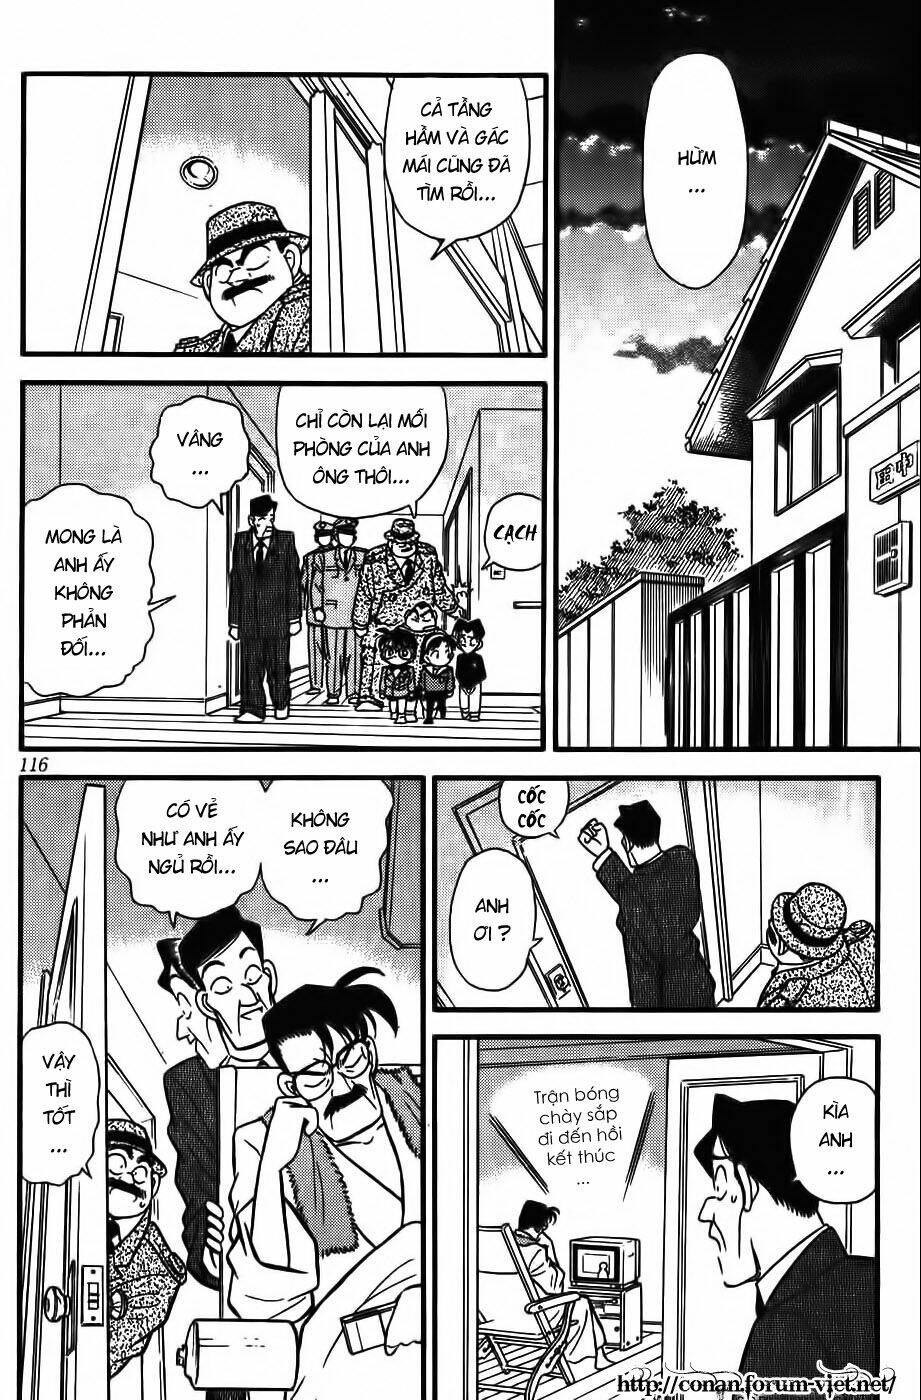 HỪM
...
田中
CẢ TẦNG
HẦM VÀ GÁC
MÁI CŨNG ĐÃ
TÌM RỒI...
CHỈ CÒN LẠI MỖI
PHÒNG CỦA ANH
ÔNG THÔI...
CẠCH
VÂNG
...
MONG LÀ
ANH ẤY
KHÔNG
PHẢN
ĐỐI...
116
CỐC
CỐC
ANH
ƠI ?
KÌA
ANH
...
Trận bóng
chày sắp
đi đến hồi
kết thúc
...
KHÔNG
SAO ĐÂU
...
CÓ VẺ
NHƯ ANH ẤY
NGỦ RỒI...
VẬY
THÌ
TỐT
...
http://conan.forum-viet.net/